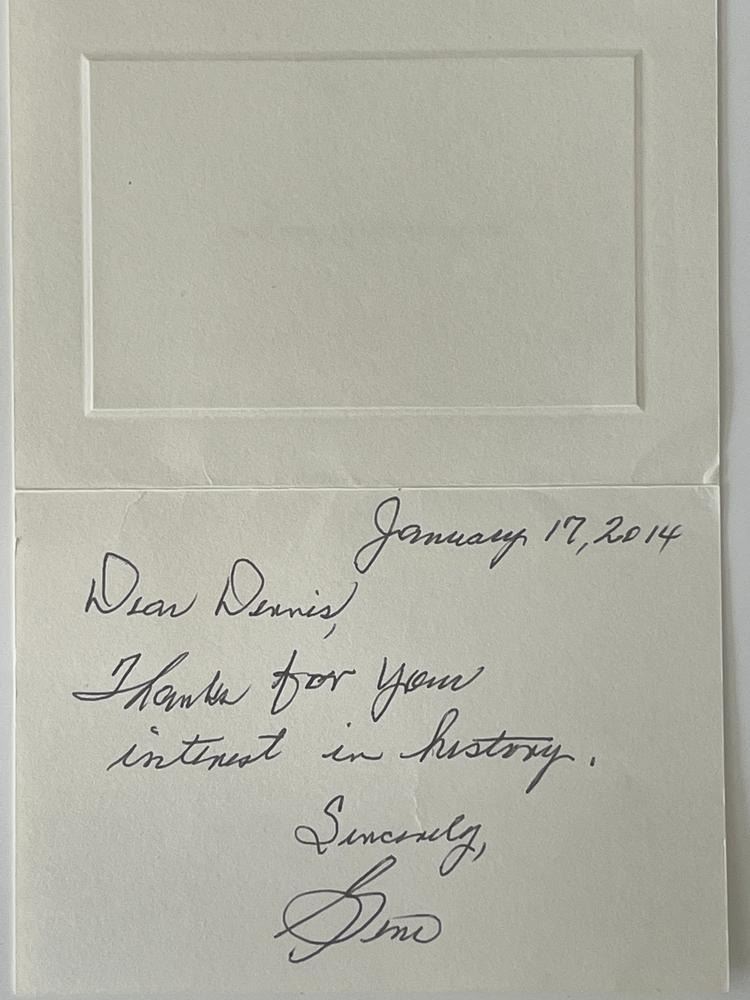 January 17, 2014
Dear Dennis,
Thanks for your
interest in history.
Sincerely,
Gene